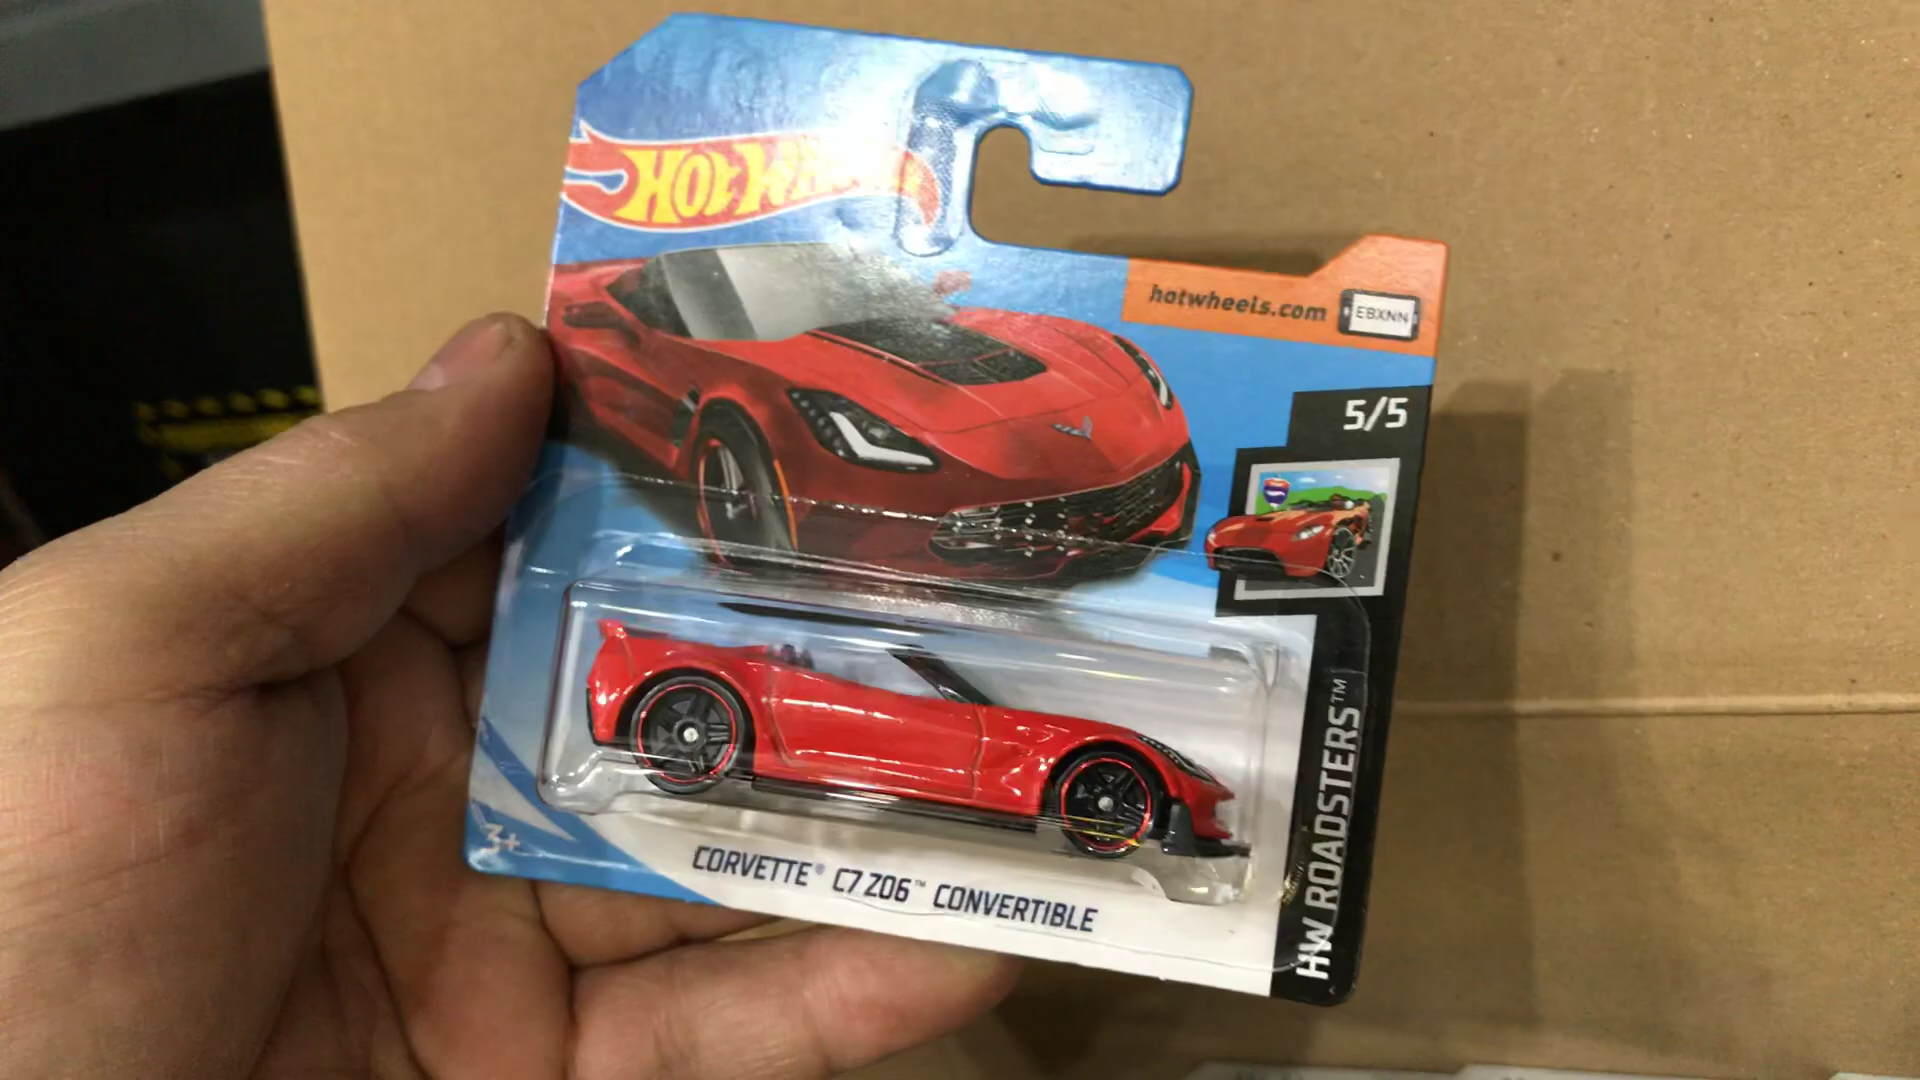 HOT WHEELS
hotwheels.com
EBXNN
5/5
HW ROADSTERS™
3+
CORVETTE® C7 Z06™ CONVERTIBLE